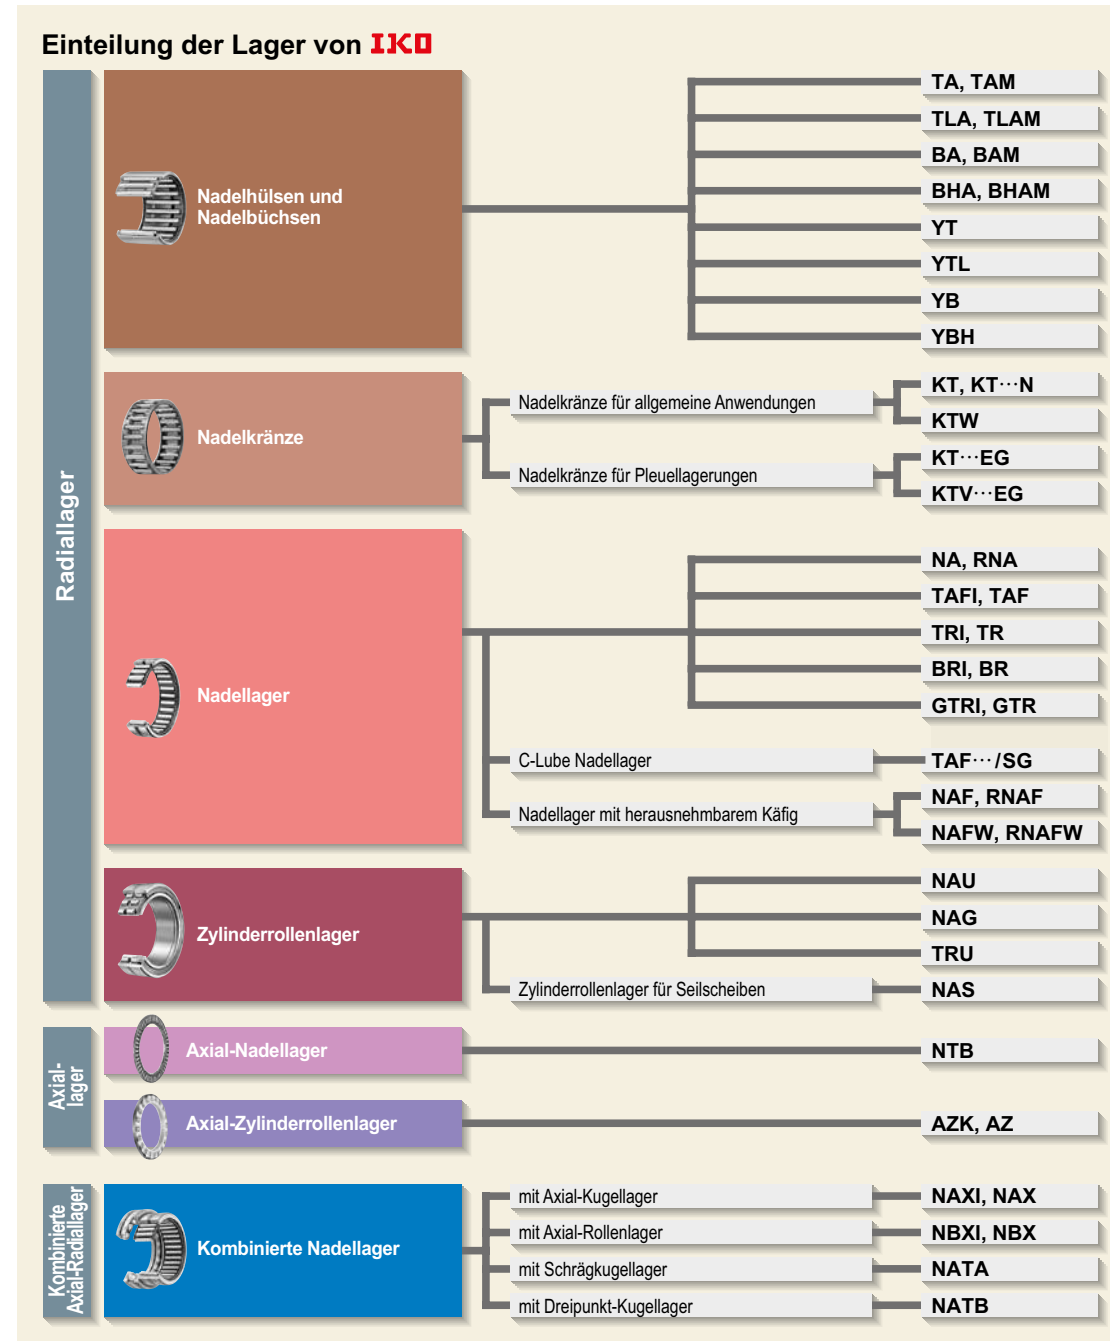 Einteilung der Lager von IKO
Radiallager
Nadelhülsen und
Nadelbüchsen
TA, TAM
TLA, TLAM
BA, BAM
BHA, BHAM
YT
YTL
YB
YBH
Nadelkränze
Nadelkränze für allgemeine Anwendungen
KT, KT···N
KTW
Nadelkränze für Pleuellagerungen
KT···EG
KTV···EG
Nadellager
NA, RNA
TAFI, TAF
TRI, TR
BRI, BR
GTRI, GTR
C-Lube Nadellager
TAF···/SG
Nadellager mit herausnehmbarem Käfig
NAF, RNAF
NAFW, RNAFW
Zylinderrollenlager
NAU
NAG
TRU
Zylinderrollenlager für Seilscheiben
NAS
Axial-
lager
Axial-Nadellager
NTB
Axial-Zylinderrollenlager
AZK, AZ
Kombinierte
Axial-Radiallager
Kombinierte Nadellager
mit Axial-Kugellager
NAXI, NAX
mit Axial-Rollenlager
NBXI, NBX
mit Schrägkugellager
NATA
mit Dreipunkt-Kugellager
NATB